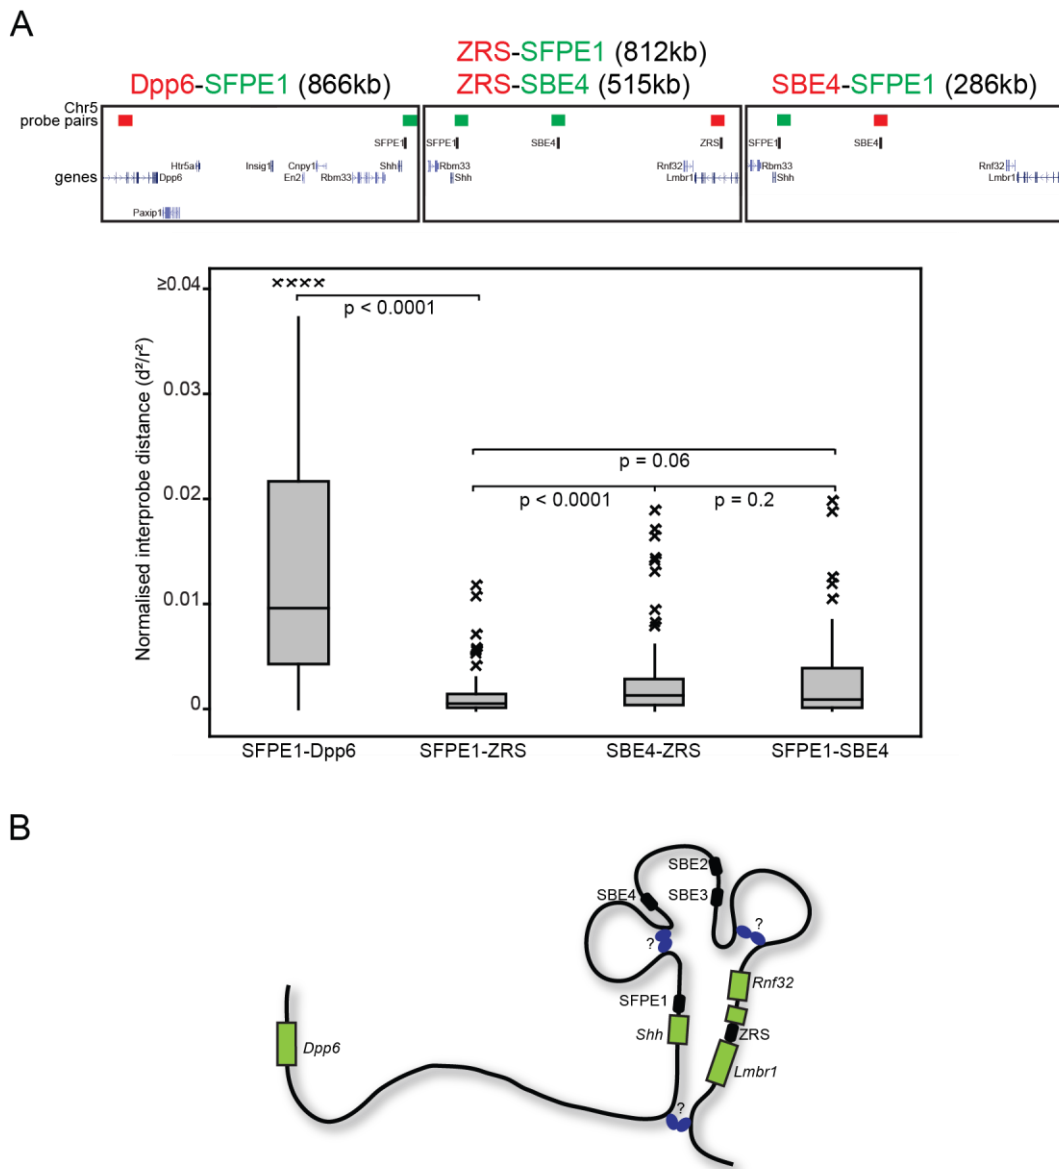 A
Dpp6-SFPE1 (866kb)
ZRS-SFPE1 (812kb)
ZRS-SBE4 (515kb)
SBE4-SFPE1 (286kb)
Chr5
probe pairs
genes
SFPE1
Htr5a
Insig1
Cnpy1
Shh
Dpp6
En2
Rbm33
Paxip1
SFPE1
SBE4
ZRS
Rbm33
Rnf32
Shh
Lmbr1
SFPE1
SBE4
Rbm33
Rnf32
Shh
Lmbr1
Normalised interprobe distance (d²/r²)
≥0.04
0.03
0.02
0.01
0
p < 0.0001
p = 0.06
p < 0.0001
p = 0.2
SFPE1-Dpp6
SFPE1-ZRS
SBE4-ZRS
SFPE1-SBE4
B
SBE2
SBE4
SBE3
?
?
SFPE1
Rnf32
Shh
ZRS
Dpp6
Lmbr1
?